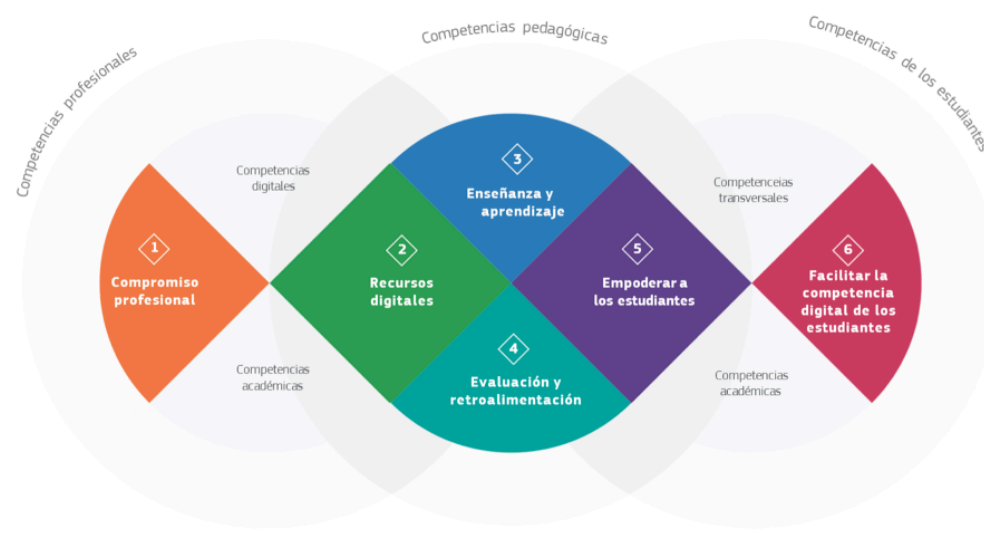 Competencias profesionales
Competencias pedagógicas
Competencias de los estudiantes
Competencias
digitales
Competencias
académicas
1
Compromiso
profesional
2
Recursos
digitales
3
Enseñanza y
aprendizaje
4
Evaluación y
retroalimentación
5
Empoderar a
los estudiantes
Competenceias
transversales
Competencias
académicas
6
Facilitar la
competencia
digital de los
estudiantes